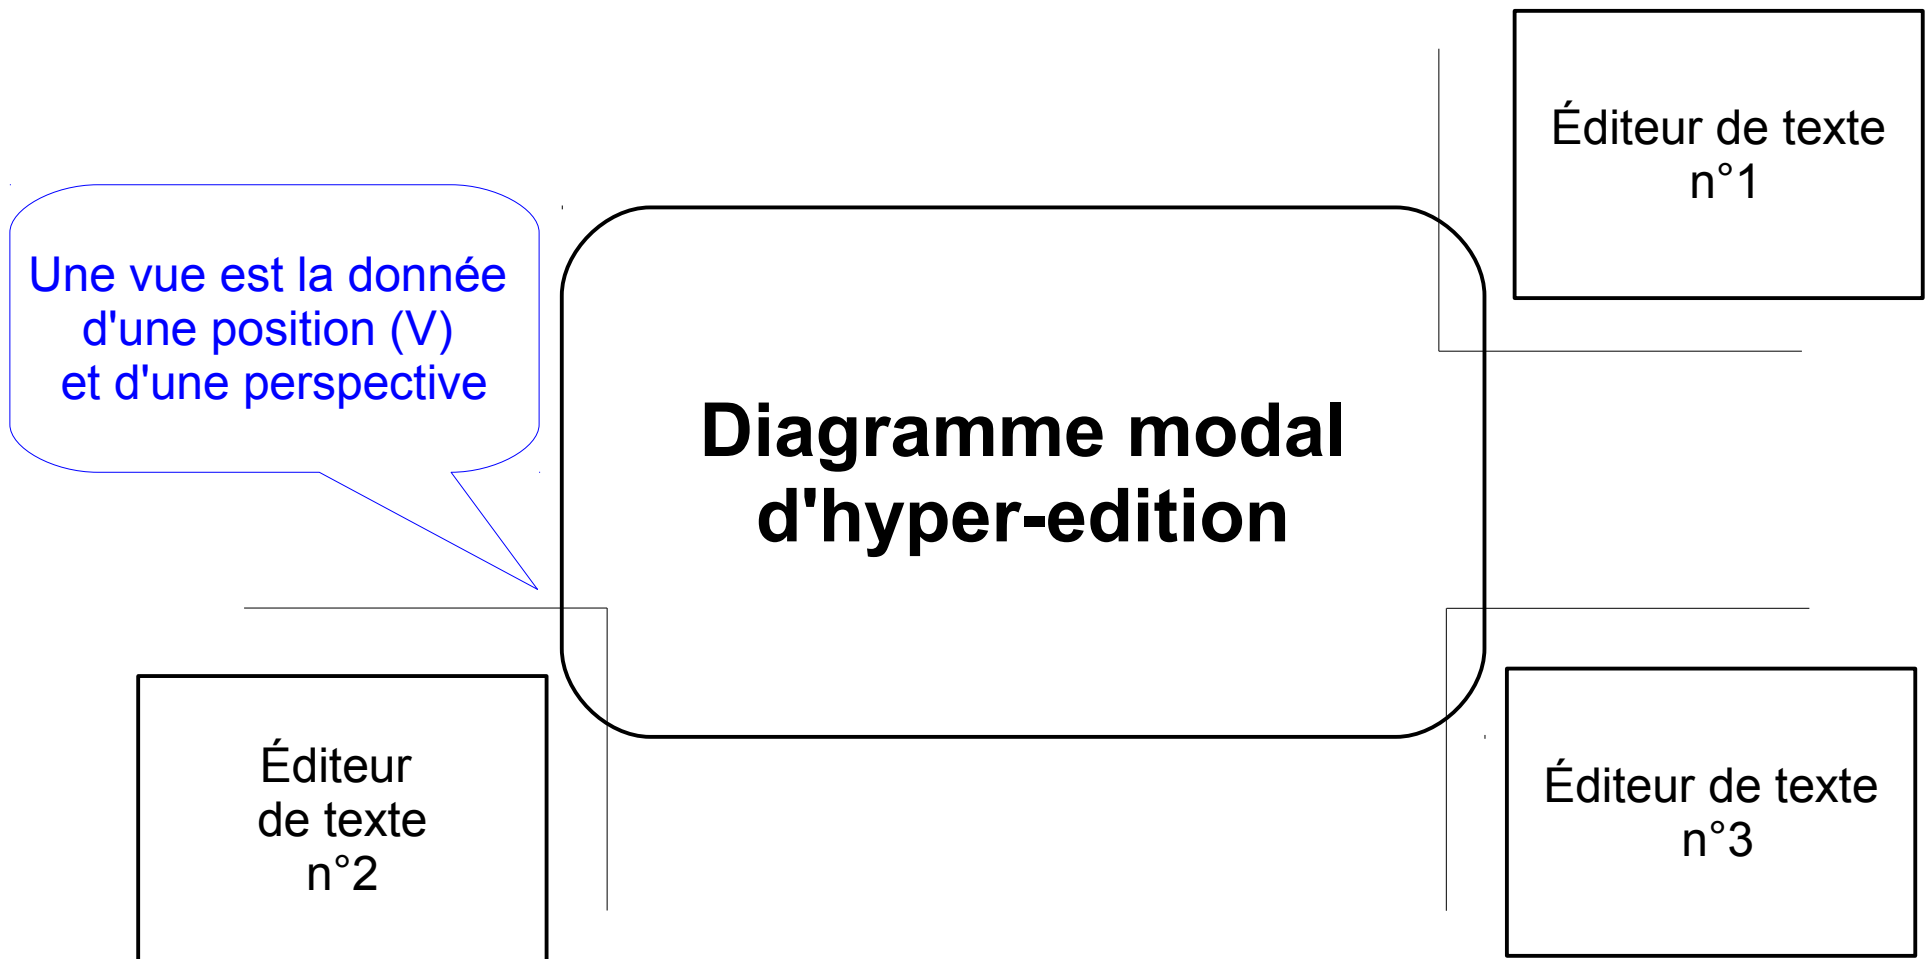 Éditeur de texte
n°1
Une vue est la donnée
d'une position (V)
et d'une perspective
Diagramme modal
d'hyper-edition
Éditeur
de texte
n°2
Éditeur de texte
n°3